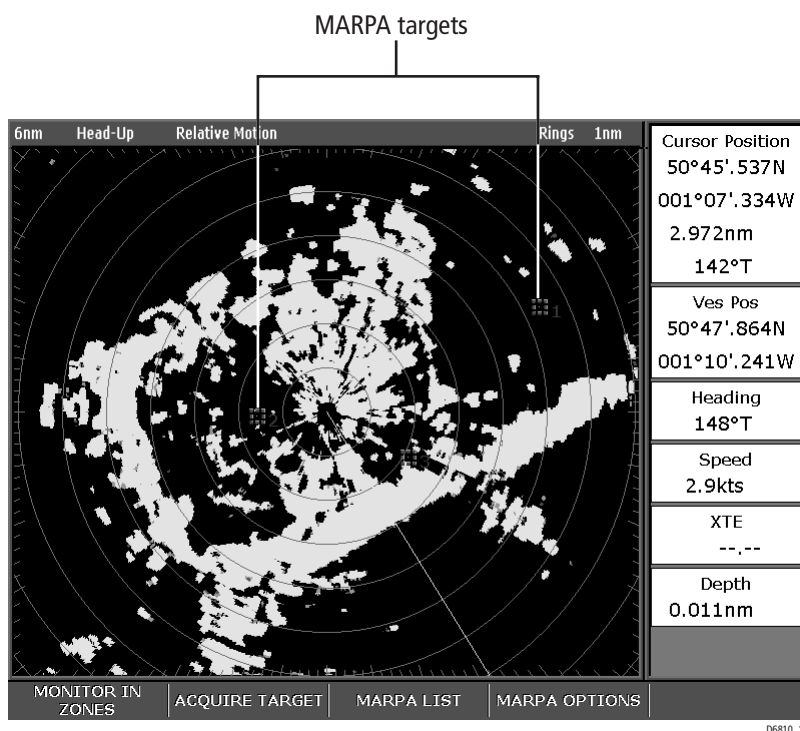 MARPA targets
6nm Head-Up Relative Motion Rings 1nm
Cursor Position
50°45'.537N
001°07'.334W
2.972nm
142°T
Ves Pos
50°47'.864N
001°10'.241W
Heading
148°T
Speed
2.9kts
XTE
--.--
Depth
0.011nm
1
2
3
MONITOR IN
ZONES
ACQUIRE TARGET
MARPA LIST
MARPA OPTIONS